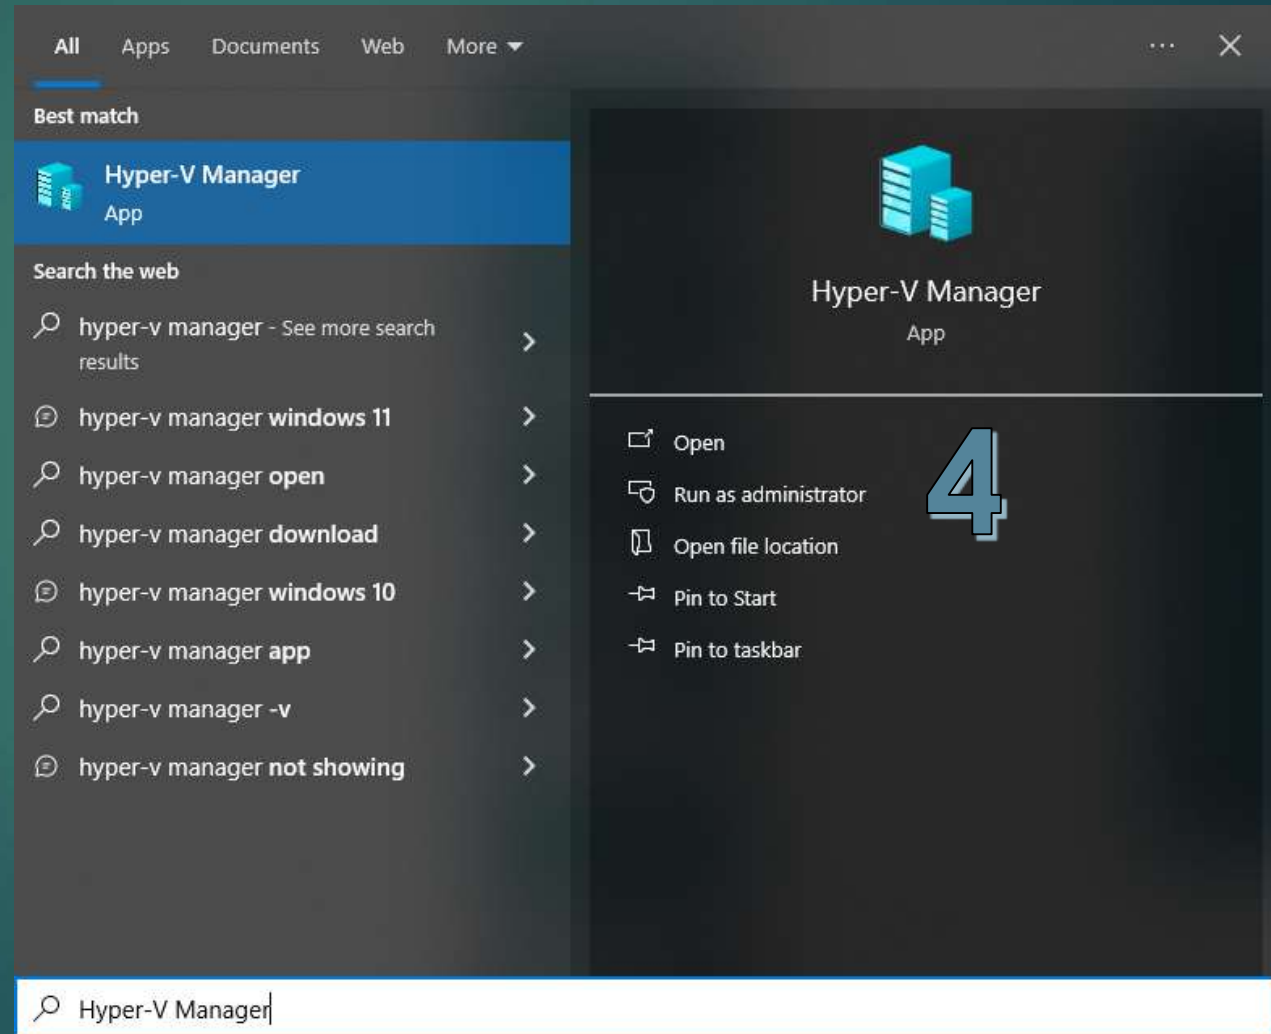 All Apps Documents Web More
Best match
Hyper-V Manager
App
Search the web
hyper-v manager - See more search
results
hyper-v manager windows 11
hyper-v manager open
hyper-v manager download
hyper-v manager windows 10
hyper-v manager app
hyper-v manager -v
hyper-v manager not showing
Hyper-V Manager
App
Open
Run as administrator
4
Open file location
Pin to Start
Pin to taskbar
Hyper-V Manager